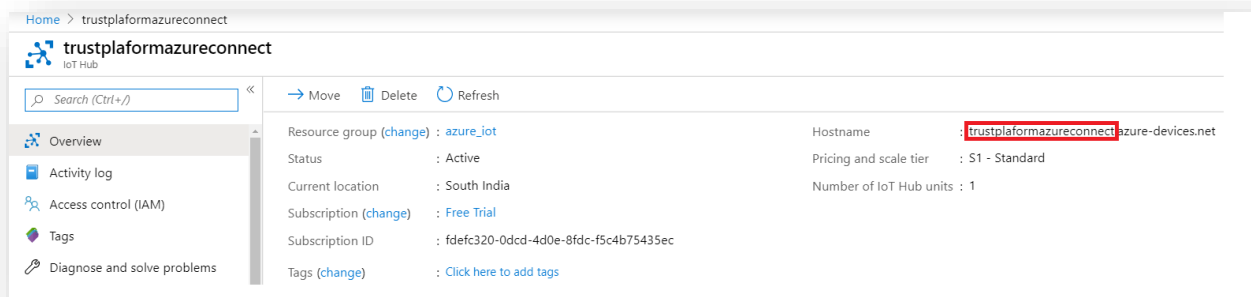 Home > trustplaformazureconnect
trustplaformazureconnect
IoT Hub
Search (Ctrl+/)
«
Move Delete Refresh
Overview
Activity log
Access control (IAM)
Tags
Diagnose and solve problems
Resource group (change) : azure_iot
Status : Active
Current location : South India
Subscription (change) : Free Trial
Subscription ID : fdefc320-0dcd-4d0e-8fdc-f5c4b75435ec
Tags (change) : Click here to add tags
Hostname : trustplaformazureconnect.azure-devices.net
Pricing and scale tier : S1 - Standard
Number of IoT Hub units : 1